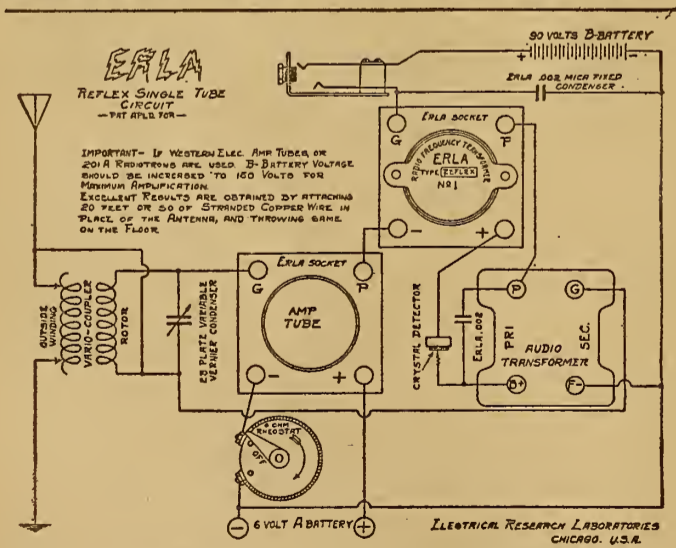 ERLA
REFLEX SINGLE TUBE
CIRCUIT
—PAT APLD. FOR—
IMPORTANT— IF WESTERN ELEC. AMP TUBES, OR
201A RADIOTRONS ARE USED. B-BATTERY VOLTAGE
SHOULD BE INCREASED TO 150 VOLTS FOR
MAXIMUM AMPLIFICATION.
EXCELLENT RESULTS ARE OBTAINED BY ATTACHING
20 FEET OR SO OF STRANDED COPPER WIRE IN
PLACE OF THE ANTENNA, AND THROWING SAME
ON THE FLOOR
90 VOLTS B-BATTERY
+ -
ERLA .002 MICA FIXED
CONDENSER
ERLA SOCKET
G P
RADIO FREQUENCY TRANSFORMER
ERLA
TYPE REFLEX
No 1
- +
ERLA SOCKET
G P
AMP
TUBE
- +
OUTSIDE
WINDING
VARIO-COUPLER
ROTOR
23 PLATE VARIABLE
VERNIER CONDENSER
CRYSTAL DETECTOR
ERLA .002
P G
PRI SEC.
AUDIO
TRANSFORMER
B+ F-
6 OHM
RHEOSTAT
OFF
- 6 VOLT A BATTERY +
ELECTRICAL RESEARCH LABORATORIES
CHICAGO. U.S.A.